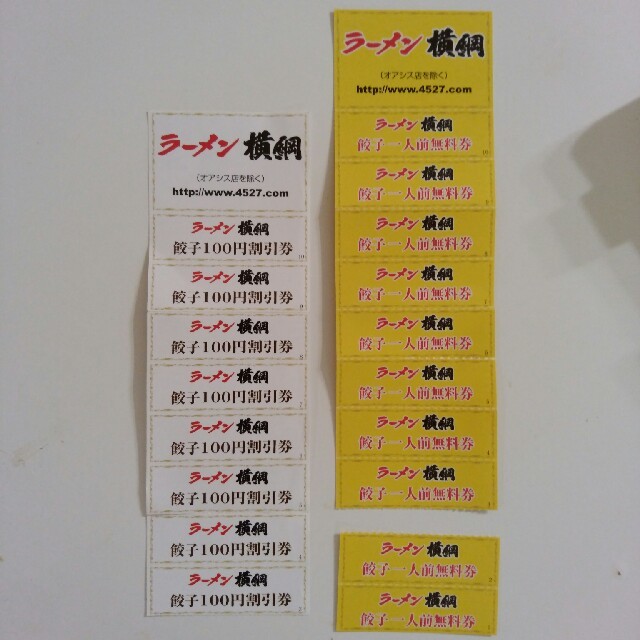 ラーメン 横綱
(オアシス店を除く)
http://www.4527.com
ラーメン 横綱
餃子100円割引券
10
ラーメン 横綱
餃子100円割引券
9
ラーメン 横綱
餃子100円割引券
8
ラーメン 横綱
餃子100円割引券
ラーメン 横綱
餃子100円割引券
ラーメン 横綱
餃子100円割引券
ラーメン 横綱
餃子100円割引券
ラーメン 横綱
餃子100円割引券
ラーメン 横綱
(オアシス店を除く)
http://www.4527.com
ラーメン 横綱
餃子一人前無料券
10
ラーメン 横綱
餃子一人前無料券
ラーメン 横綱
餃子一人前無料券
ラーメン 横綱
餃子一人前無料券
ラーメン 横綱
餃子一人前無料券
ラーメン 横綱
餃子一人前無料券
ラーメン 横綱
餃子一人前無料券
ラーメン 横綱
餃子一人前無料券
ラーメン 横綱
餃子一人前無料券
ラーメン 横綱
餃子一人前無料券